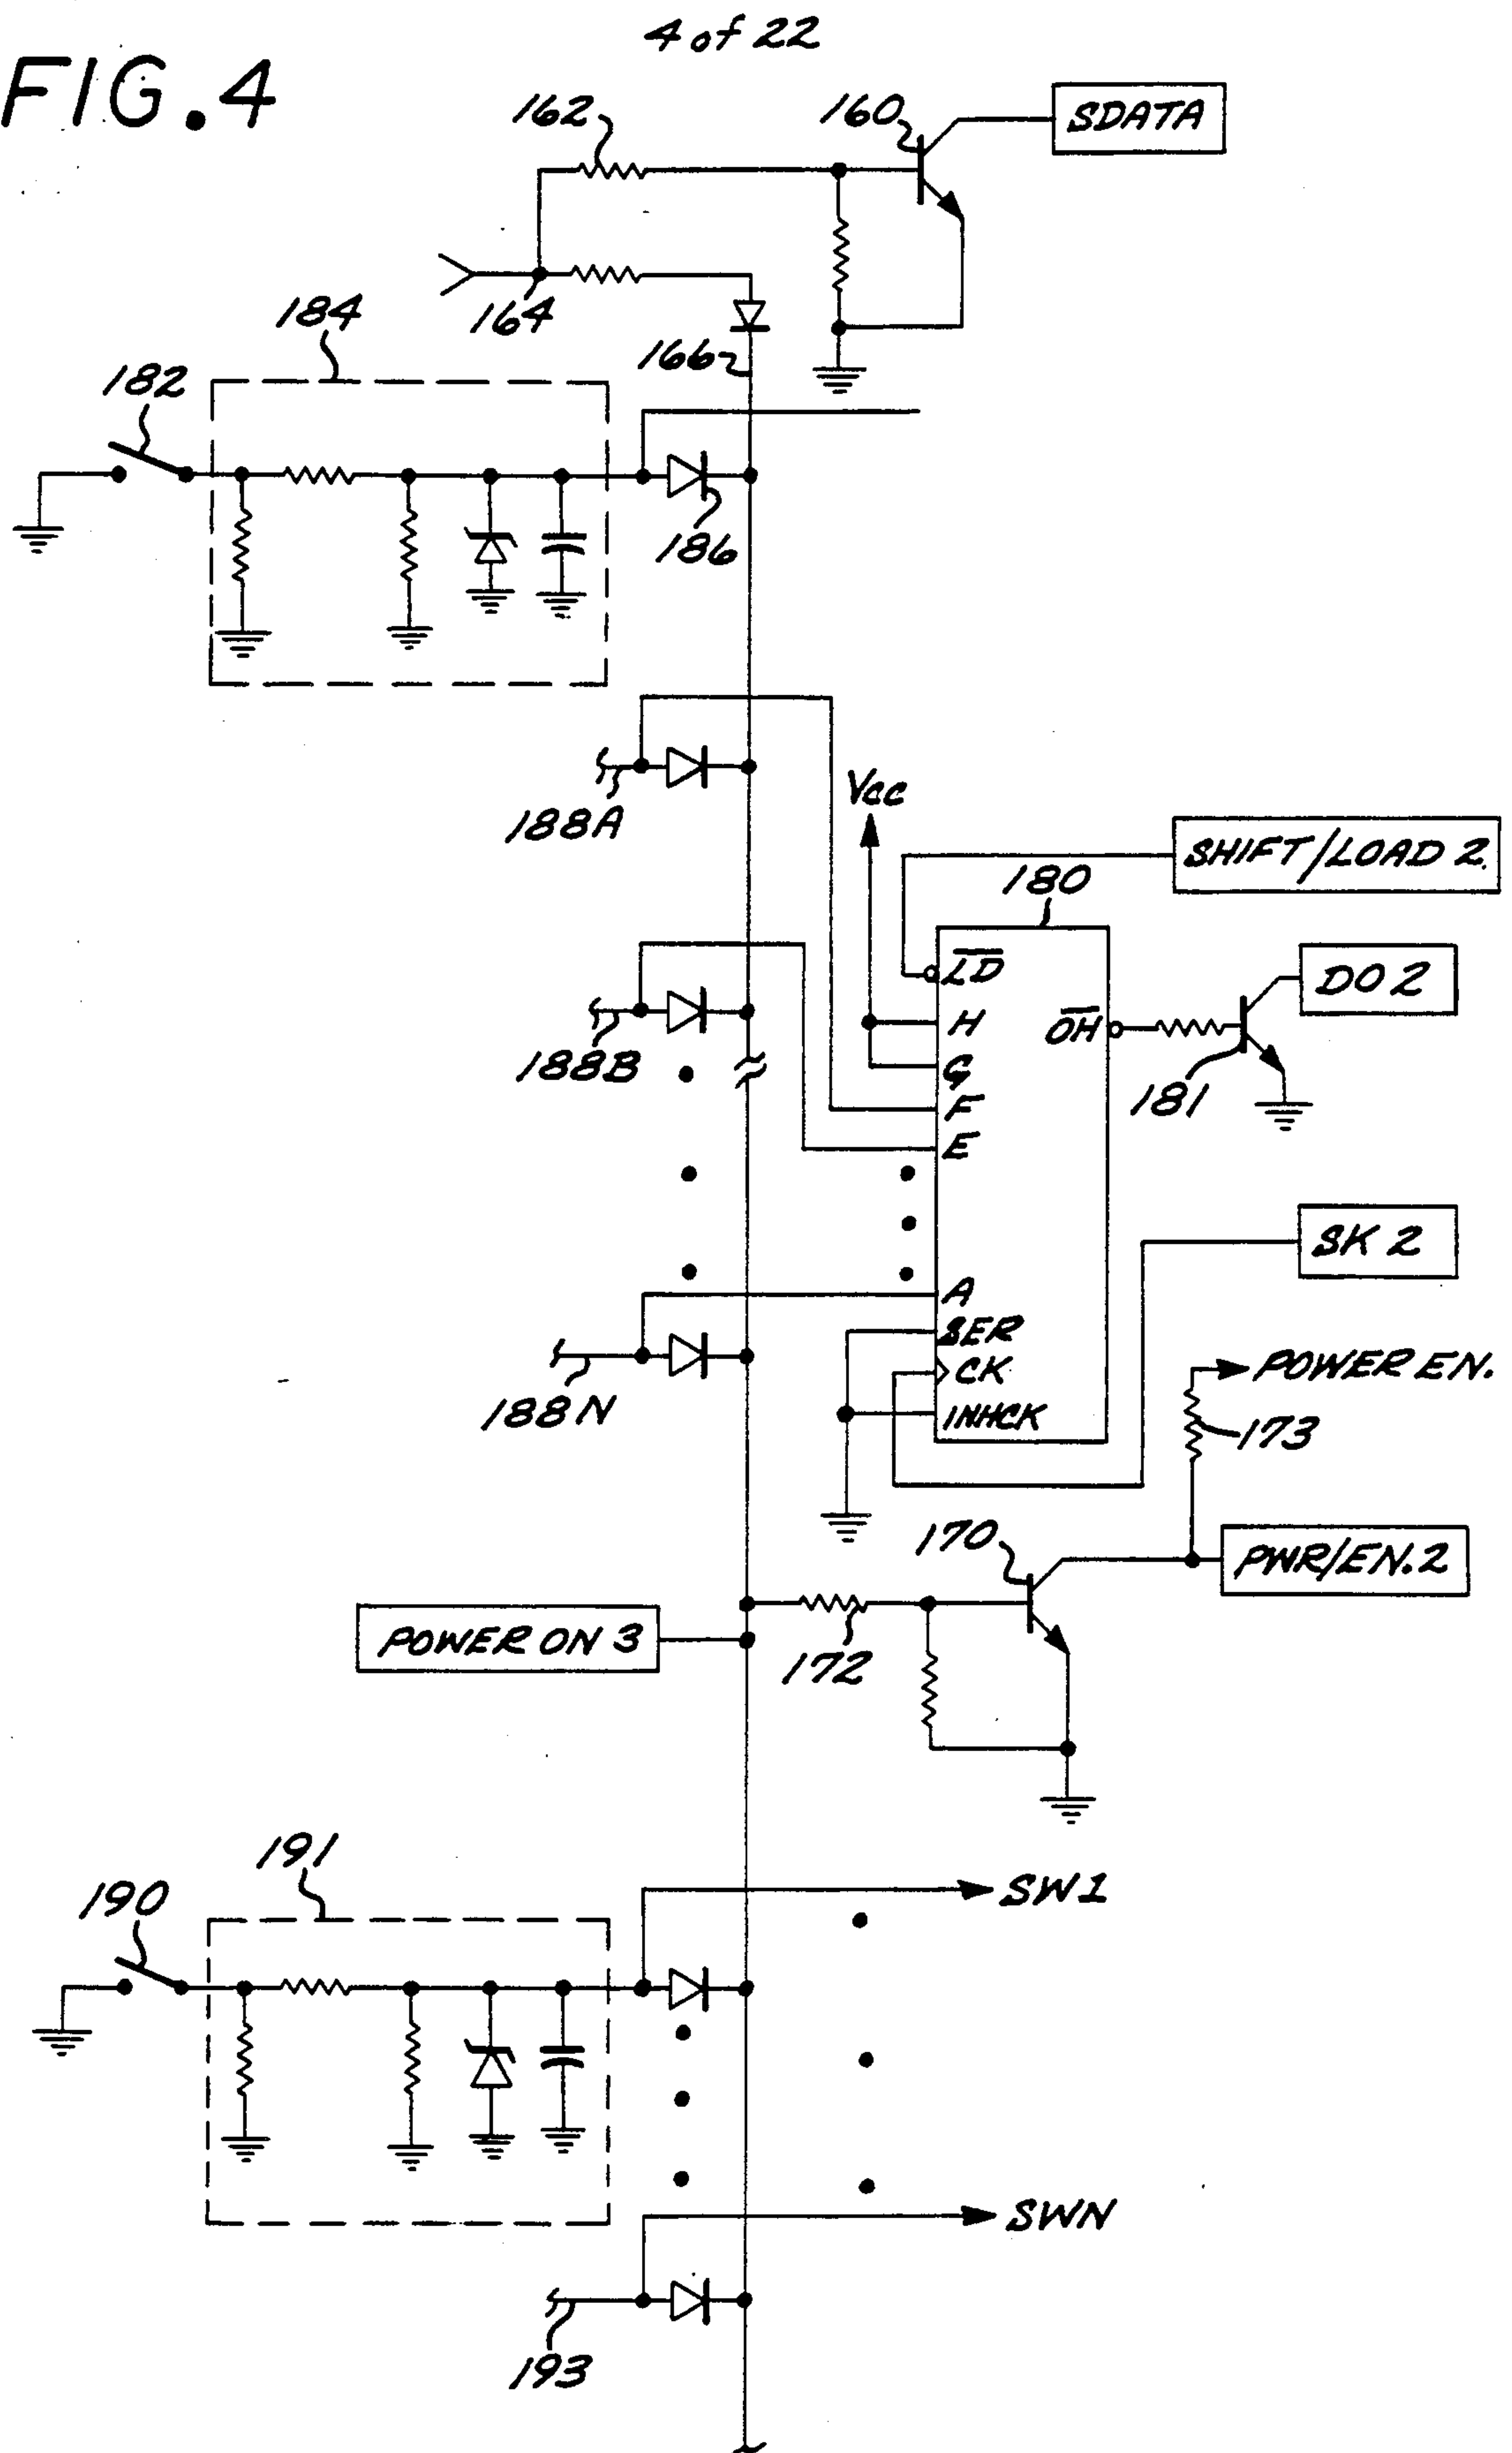 4 of 22
FIG. 4
162
160
SDATA
164
184
166
182
186
188A
Vcc
SHIFT/LOAD 2.
180
LD
H
OH
DO 2
188B
G
181
F
E
SK 2
A
SER
CK
POWER EN.
188N
INHCK
173
170
PWR/EN.2
POWER ON 3
172
191
190
SW1
SWN
193